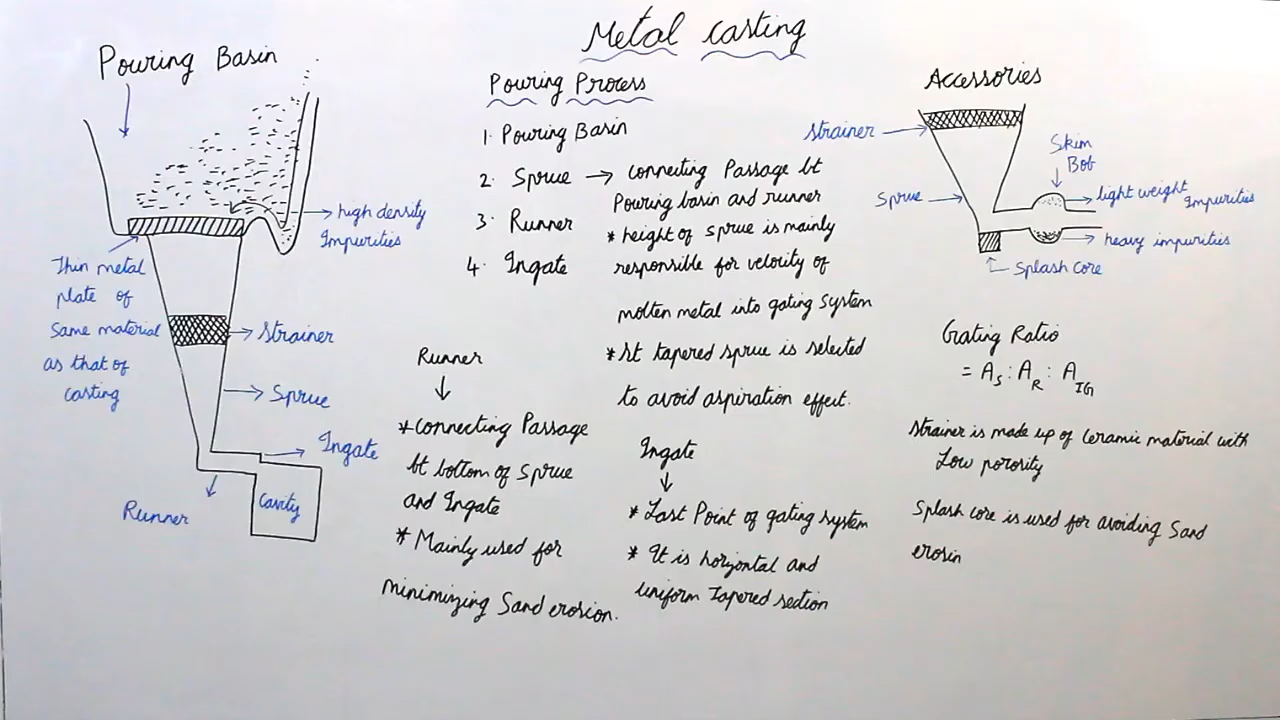 Metal casting
Pouring Basin
high density
Impurities
Thin metal
plate of
Same material
as that of
casting
Strainer
Sprue
Ingate
Runner
Cavity
Pouring Process
1. Pouring Basin
2. Sprue → connecting Passage bt
Pouring basin and runner
* height of sprue is mainly
responsible for velocity of
molten metal into gating system
* St tapered sprue is selected
to avoid aspiration effect.
3. Runner
4. Ingate
Runner
↓
* connecting Passage
bt bottom of Sprue
and Ingate
* Mainly used for
minimizing Sand erosion.
Ingate
↓
* Last Point of gating system
* It is horizontal and
uniform Tapered section
Accessories
Strainer
Skim
Bob
light weight Impurities
Sprue
heavy impurities
Splash core
Grating Ratio
= AS : AR : AIG
Strainer is made up of ceramic material with
Low porosity
Splash core is used for avoiding Sand
erosin